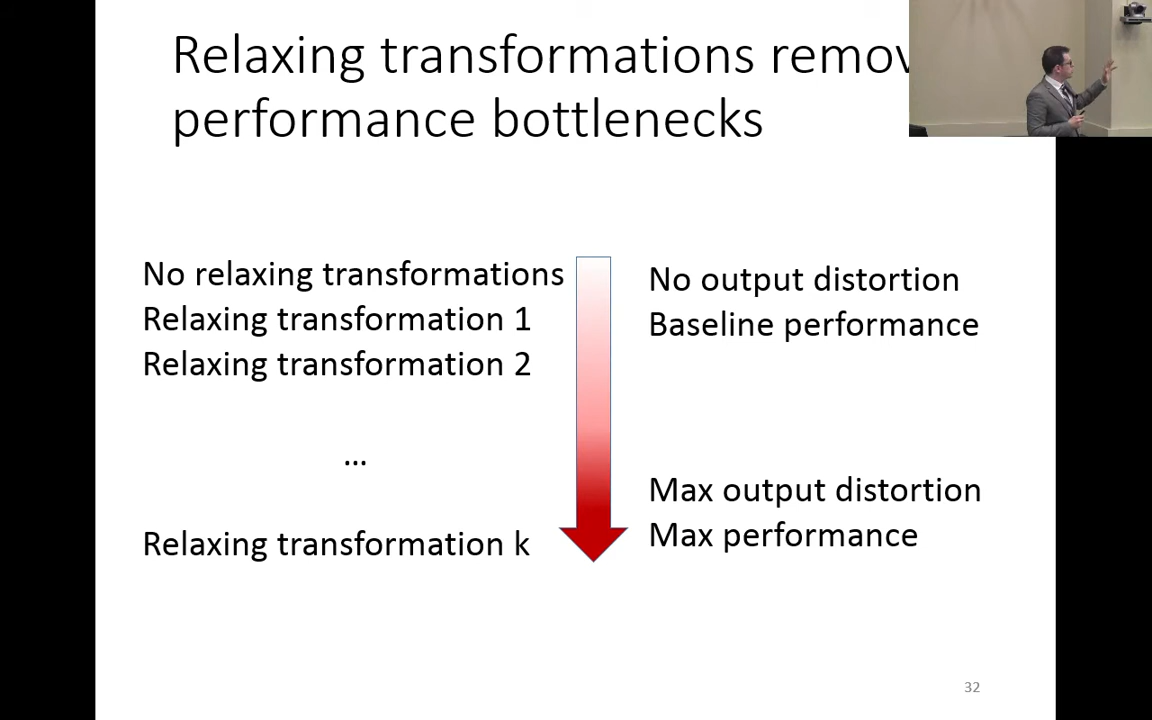 Relaxing transformations
performance bottlenecks
No relaxing transformations
Relaxing transformation 1
Relaxing transformation 2
...
Relaxing transformation k
No output distortion
Baseline performance
Max output distortion
Max performance
32